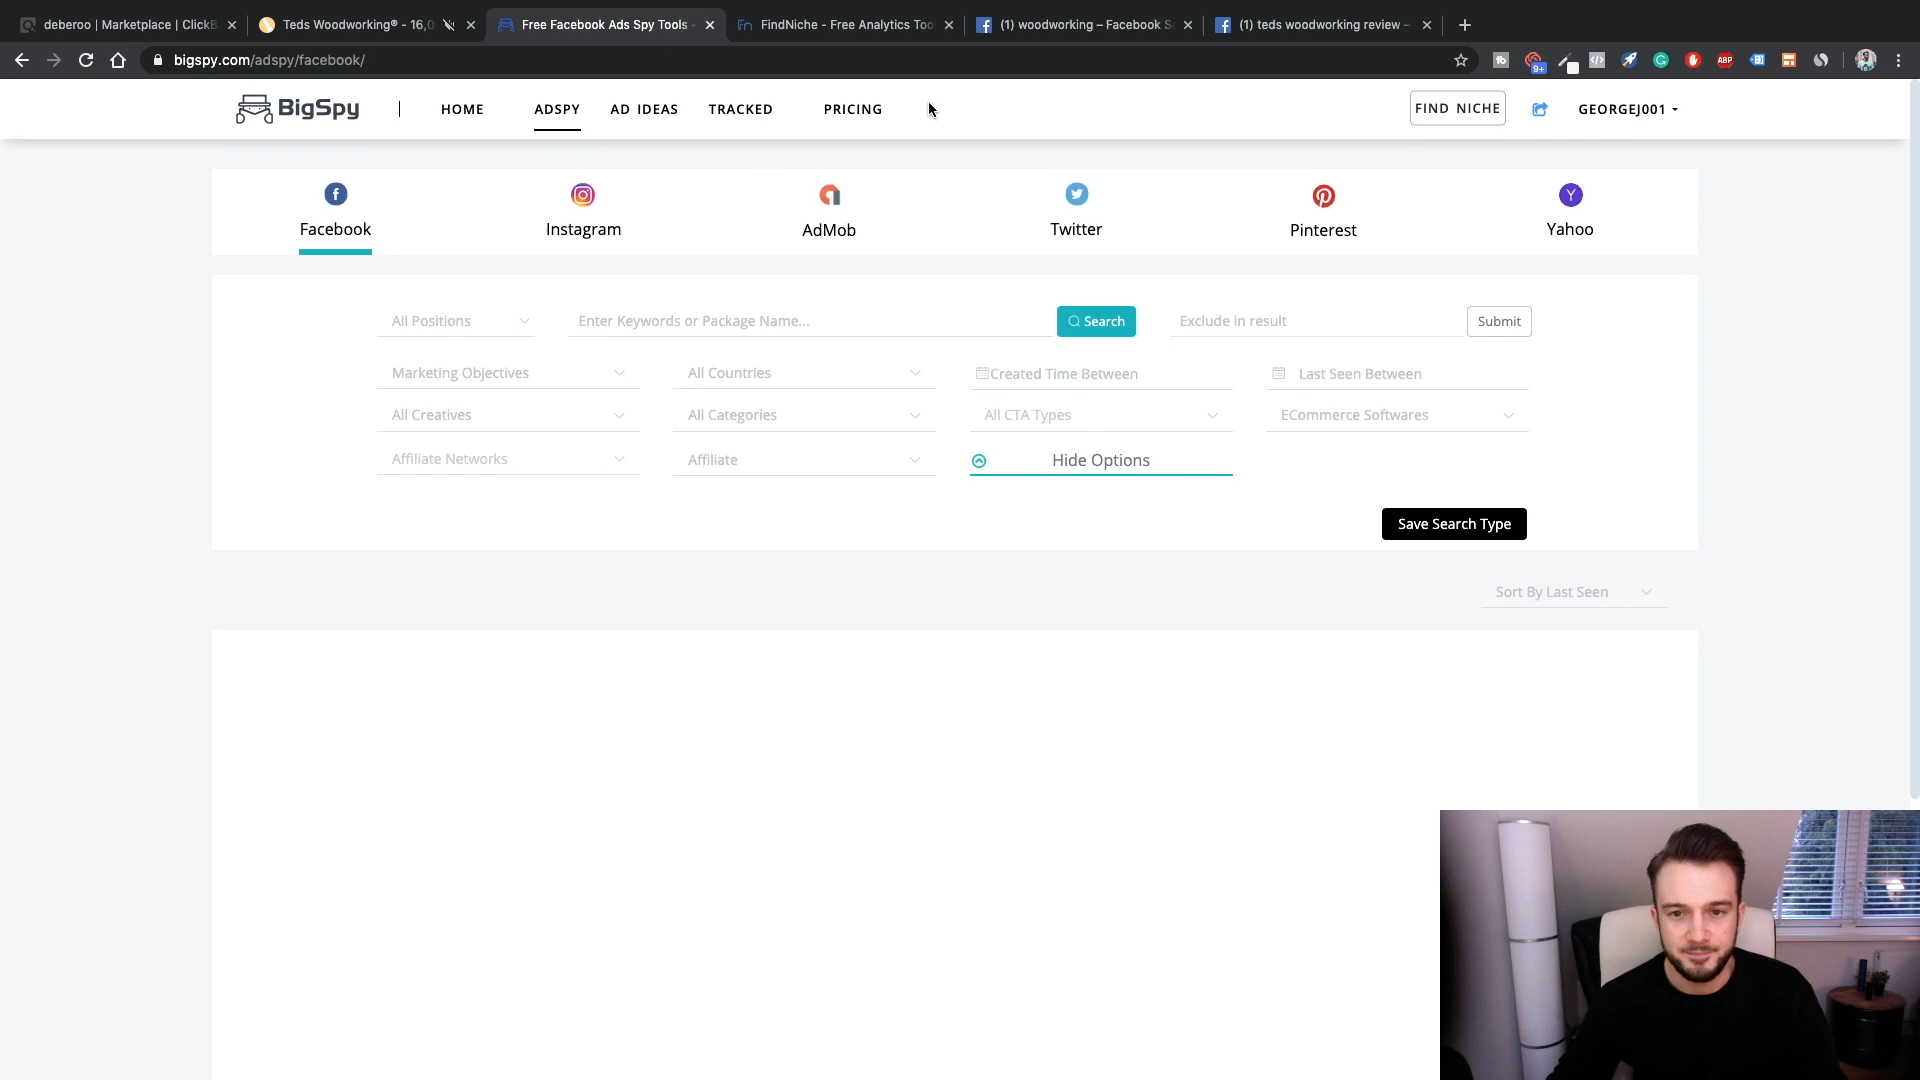 deberoo | Marketplace | ClickB
Teds Woodworking® - 16,0
Free Facebook Ads Spy Tools -
FindNiche - Free Analytics Too
(1) woodworking – Facebook S
(1) teds woodworking review –
bigspy.com/adspy/facebook/
9+
ABP
BigSpy
HOME
ADSPY
AD IDEAS
TRACKED
PRICING
FIND NICHE
GEORGEJ001
Facebook
Instagram
AdMob
Twitter
Pinterest
Yahoo
All Positions
Enter Keywords or Package Name...
Search
Exclude in result
Submit
Marketing Objectives
All Countries
Created Time Between
Last Seen Between
All Creatives
All Categories
All CTA Types
ECommerce Softwares
Affiliate Networks
Affiliate
Hide Options
Save Search Type
Sort By Last Seen